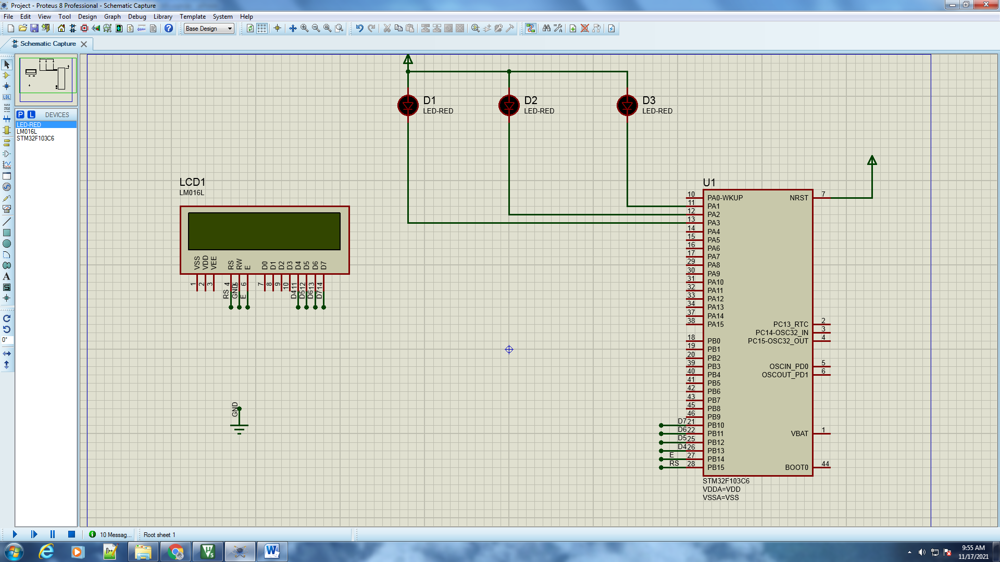 Project - Proteus 8 Professional - Schematic Capture
File Edit View Tool Design Graph Debug Library Template System Help
Base Design
Schematic Capture
P L DEVICES
LED-RED
LM016L
STM32F103C6
0°
D1
LED-RED
D2
LED-RED
D3
LED-RED
LCD1
LM016L
VSS VDD VEE RS RW E D0 D1 D2 D3 D4 D5 D6 D7
1 2 3 4 5 6 7 8 9 10 11 12 13 14
RS GND E D4 D5 D6 D7
GND
U1
10 PA0-WKUP NRST 7
11 PA1
12 PA2
13 PA3
14 PA4
15 PA5
16 PA6
17 PA7
29 PA8
30 PA9
31 PA10
32 PA11
33 PA12
34 PA13
37 PA14
38 PA15 PC13_RTC 2
PC14-OSC32_IN 3
18 PB0 PC15-OSC32_OUT 4
19 PB1
20 PB2
39 PB3 OSCIN_PD0 5
40 PB4 OSCOUT_PD1 6
41 PB5
42 PB6
43 PB7
45 PB8
46 PB9
D7 21 PB10
D6 22 PB11 VBAT 1
D5 25 PB12
D4 26 PB13
E 27 PB14
RS 28 PB15 BOOT0 44
STM32F103C6
VDDA=VDD
VSSA=VSS
10 Messag... Root sheet 1
9:55 AM
11/17/2021